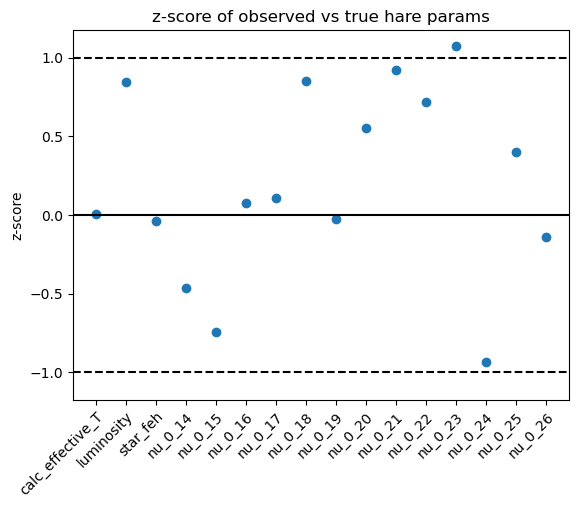 z-score of observed vs true hare params
z-score
1.0
0.5
0.0
−0.5
−1.0
calc_effective_T
luminosity
star_feh
nu_0_14
nu_0_15
nu_0_16
nu_0_17
nu_0_18
nu_0_19
nu_0_20
nu_0_21
nu_0_22
nu_0_23
nu_0_24
nu_0_25
nu_0_26